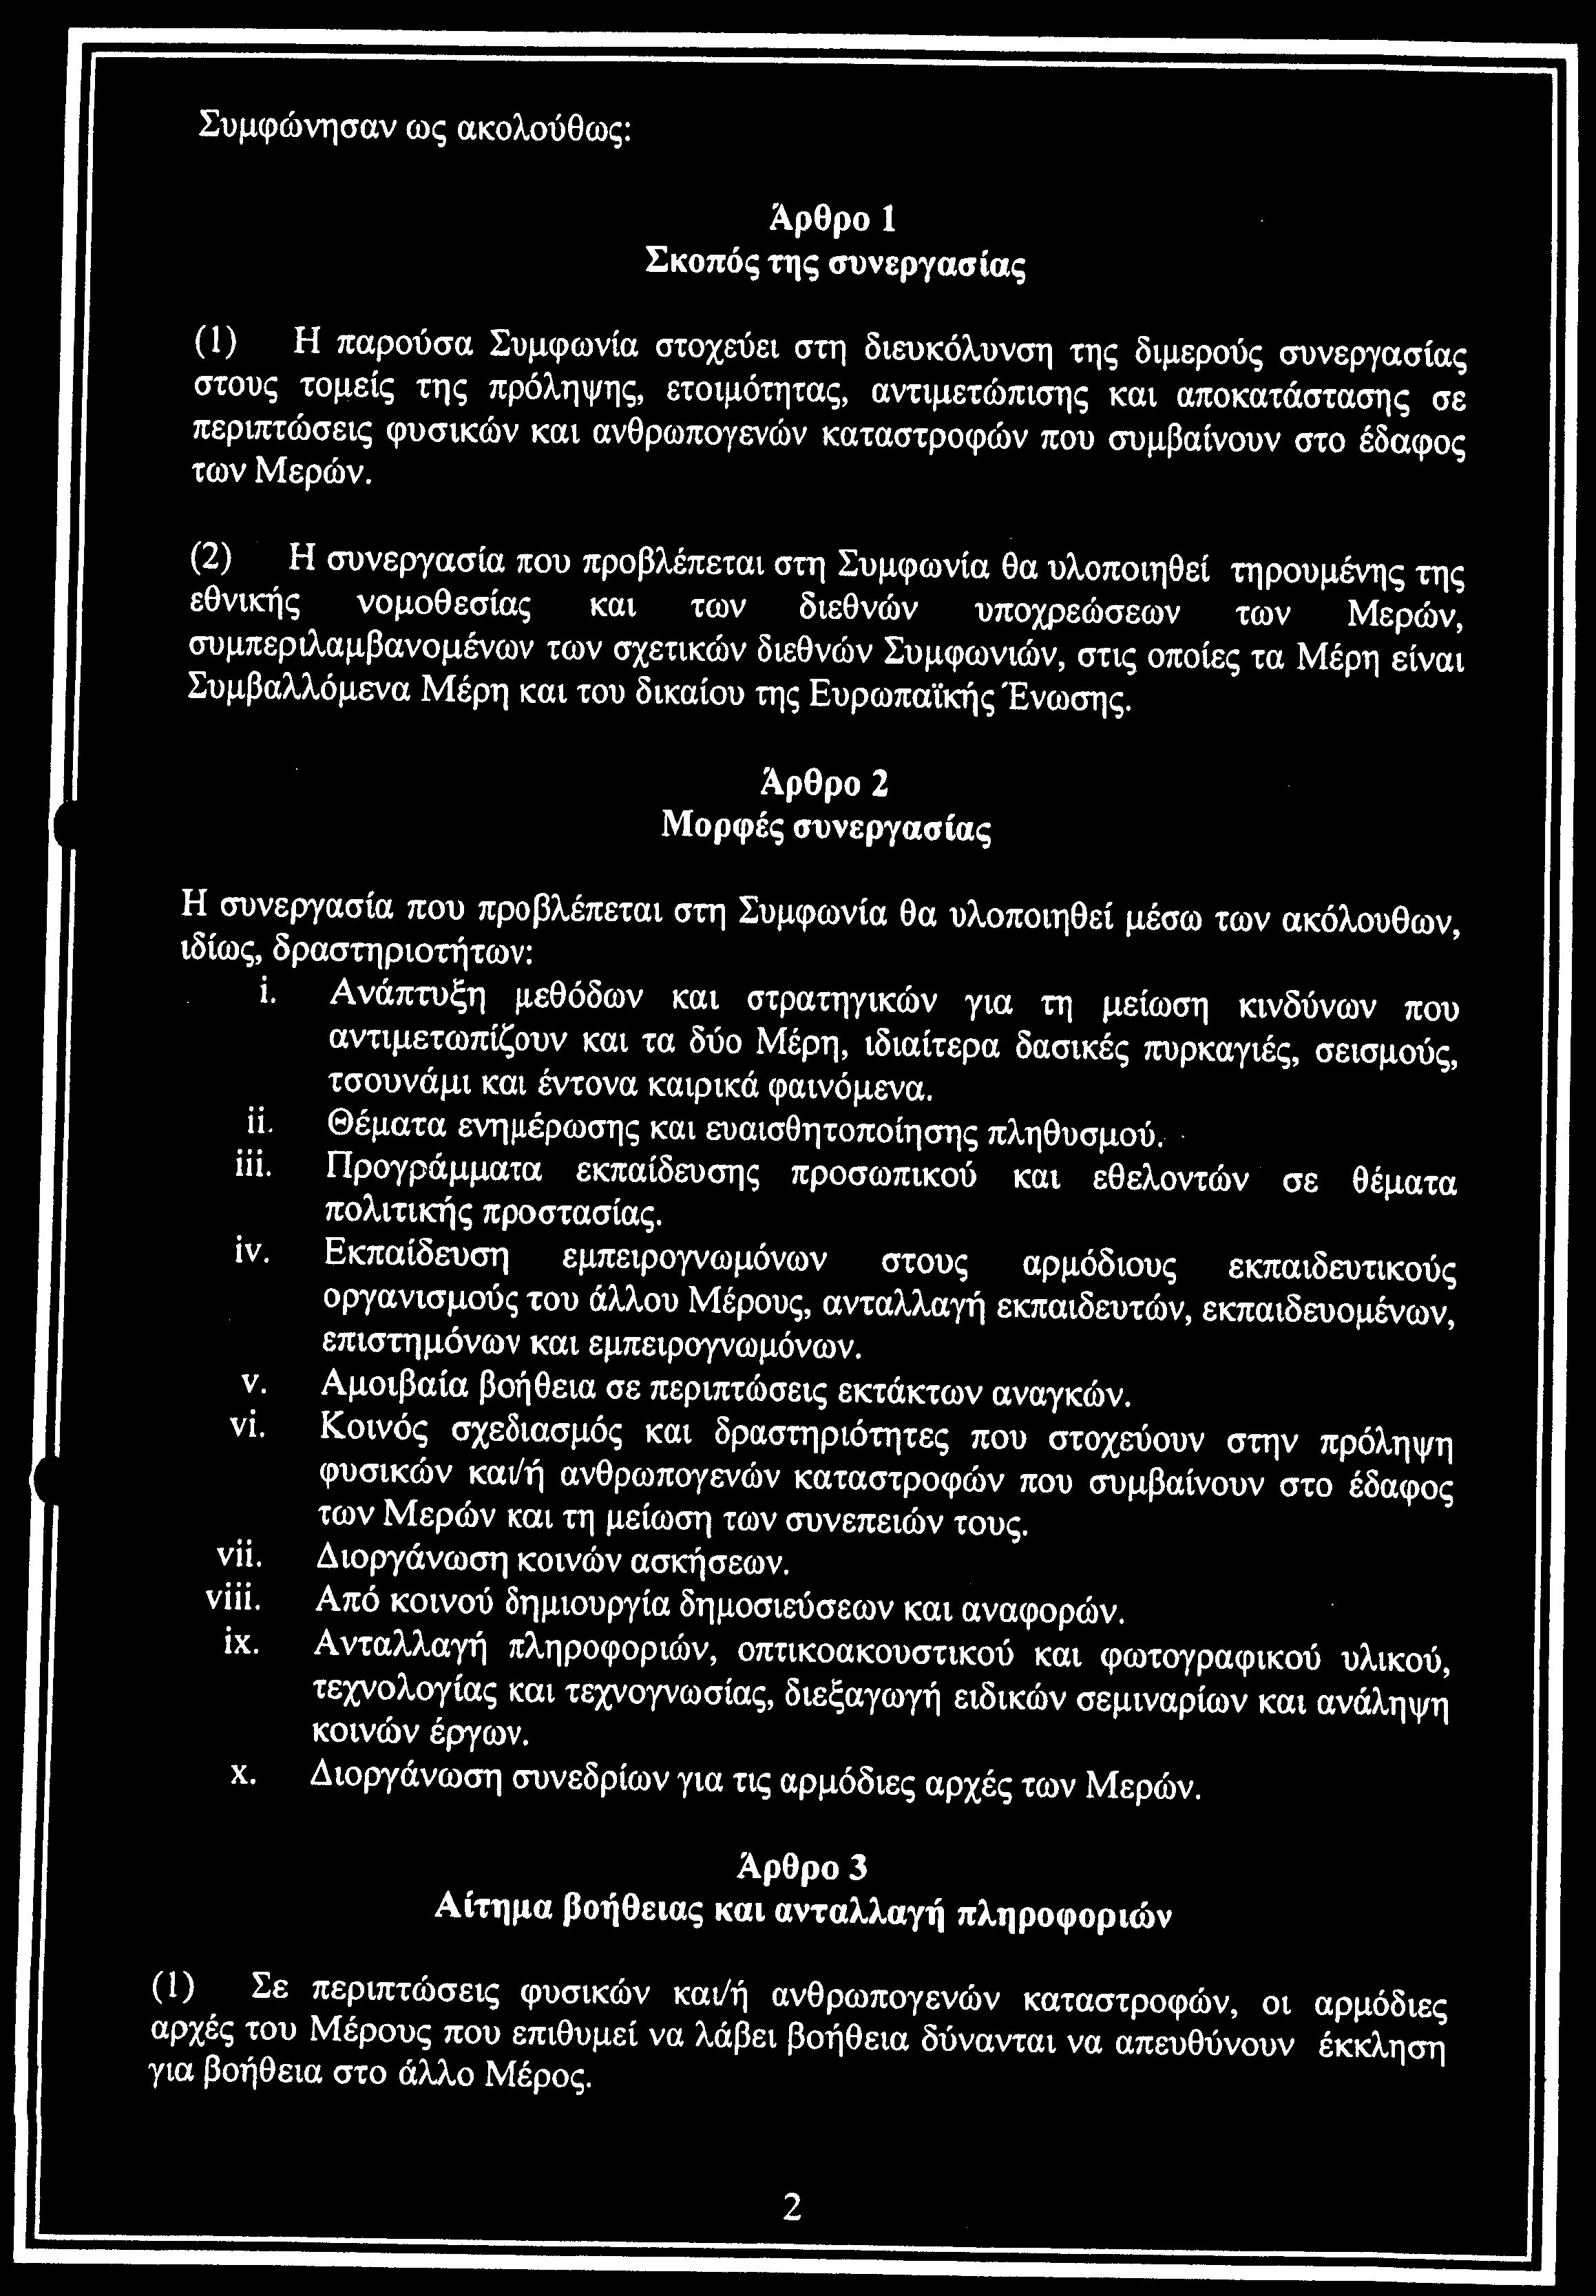 Συμφώνησαν ως ακολούθως:
Άρθρο 1
Σκοπός της συνεργασίας
(1) Η παρούσα Συμφωνία στοχεύει στη διευκόλυνση της διμερούς συνεργασίας
στους τομείς της πρόληψης, ετοιμότητας, αντιμετώπισης και αποκατάστασης σε
περιπτώσεις φυσικών και ανθρωπογενών καταστροφών που συμβαίνουν στο έδαφος
των Μερών.
(2) Η συνεργασία που προβλέπεται στη Συμφωνία θα υλοποιηθεί τηρουμένης της
εθνικής νομοθεσίας και των διεθνών υποχρεώσεων των Μερών,
συμπεριλαμβανομένων των σχετικών διεθνών Συμφωνιών, στις οποίες τα Μέρη είναι
Συμβαλλόμενα Μέρη και του δικαίου της Ευρωπαϊκής Ένωσης.
Άρθρο 2
Μορφές συνεργασίας
Η συνεργασία που προβλέπεται στη Συμφωνία θα υλοποιηθεί μέσω των ακόλουθων,
ιδίως, δραστηριοτήτων:
i. Ανάπτυξη μεθόδων και στρατηγικών για τη μείωση κινδύνων που
αντιμετωπίζουν και τα δύο Μέρη, ιδιαίτερα δασικές πυρκαγιές, σεισμούς,
τσουνάμι και έντονα καιρικά φαινόμενα.
ii. Θέματα ενημέρωσης και ευαισθητοποίησης πληθυσμού.
iii. Προγράμματα εκπαίδευσης προσωπικού και εθελοντών σε θέματα
πολιτικής προστασίας.
iv. Εκπαίδευση εμπειρογνωμόνων στους αρμόδιους εκπαιδευτικούς
οργανισμούς του άλλου Μέρους, ανταλλαγή εκπαιδευτών, εκπαιδευομένων,
επιστημόνων και εμπειρογνωμόνων.
v. Αμοιβαία βοήθεια σε περιπτώσεις εκτάκτων αναγκών.
vi. Κοινός σχεδιασμός και δραστηριότητες που στοχεύουν στην πρόληψη
φυσικών και/ή ανθρωπογενών καταστροφών που συμβαίνουν στο έδαφος
των Μερών και τη μείωση των συνεπειών τους.
vii. Διοργάνωση κοινών ασκήσεων.
viii. Από κοινού δημιουργία δημοσιεύσεων και αναφορών.
ix. Ανταλλαγή πληροφοριών, οπτικοακουστικού και φωτογραφικού υλικού,
τεχνολογίας και τεχνογνωσίας, διεξαγωγή ειδικών σεμιναρίων και ανάληψη
κοινών έργων.
x. Διοργάνωση συνεδρίων για τις αρμόδιες αρχές των Μερών.
Άρθρο 3
Αίτημα βοήθειας και ανταλλαγή πληροφοριών
(1) Σε περιπτώσεις φυσικών και/ή ανθρωπογενών καταστροφών, οι αρμόδιες
αρχές του Μέρους που επιθυμεί να λάβει βοήθεια δύνανται να απευθύνουν έκκληση
για βοήθεια στο άλλο Μέρος.
2